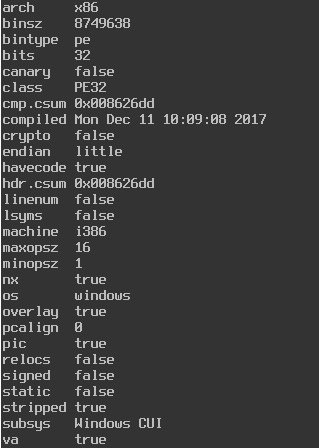 arch     x86
binsz    8749638
bintype  pe
bits     32
canary   false
class    PE32
cmp.csum 0x008626dd
compiled Mon Dec 11 10:09:08 2017
crypto   false
endian   little
havecode true
hdr.csum 0x008626dd
linenum  false
lsyms    false
machine  i386
maxopsz  16
minopsz  1
nx       true
os       windows
overlay  true
pcalign  0
pic      true
relocs   false
signed   false
static   false
stripped true
subsys   Windows CUI
va       true